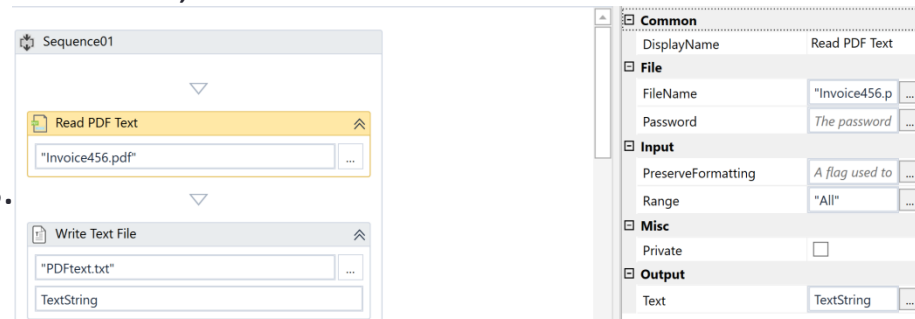 Sequence01
Read PDF Text
"Invoice456.pdf"
...
Write Text File
"PDFtext.txt"
...
TextString
Common
DisplayName Read PDF Text
File
FileName "Invoice456.p ...
Password The password ...
Input
PreserveFormatting A flag used to ...
Range "All" ...
Misc
Private
Output
Text TextString ...